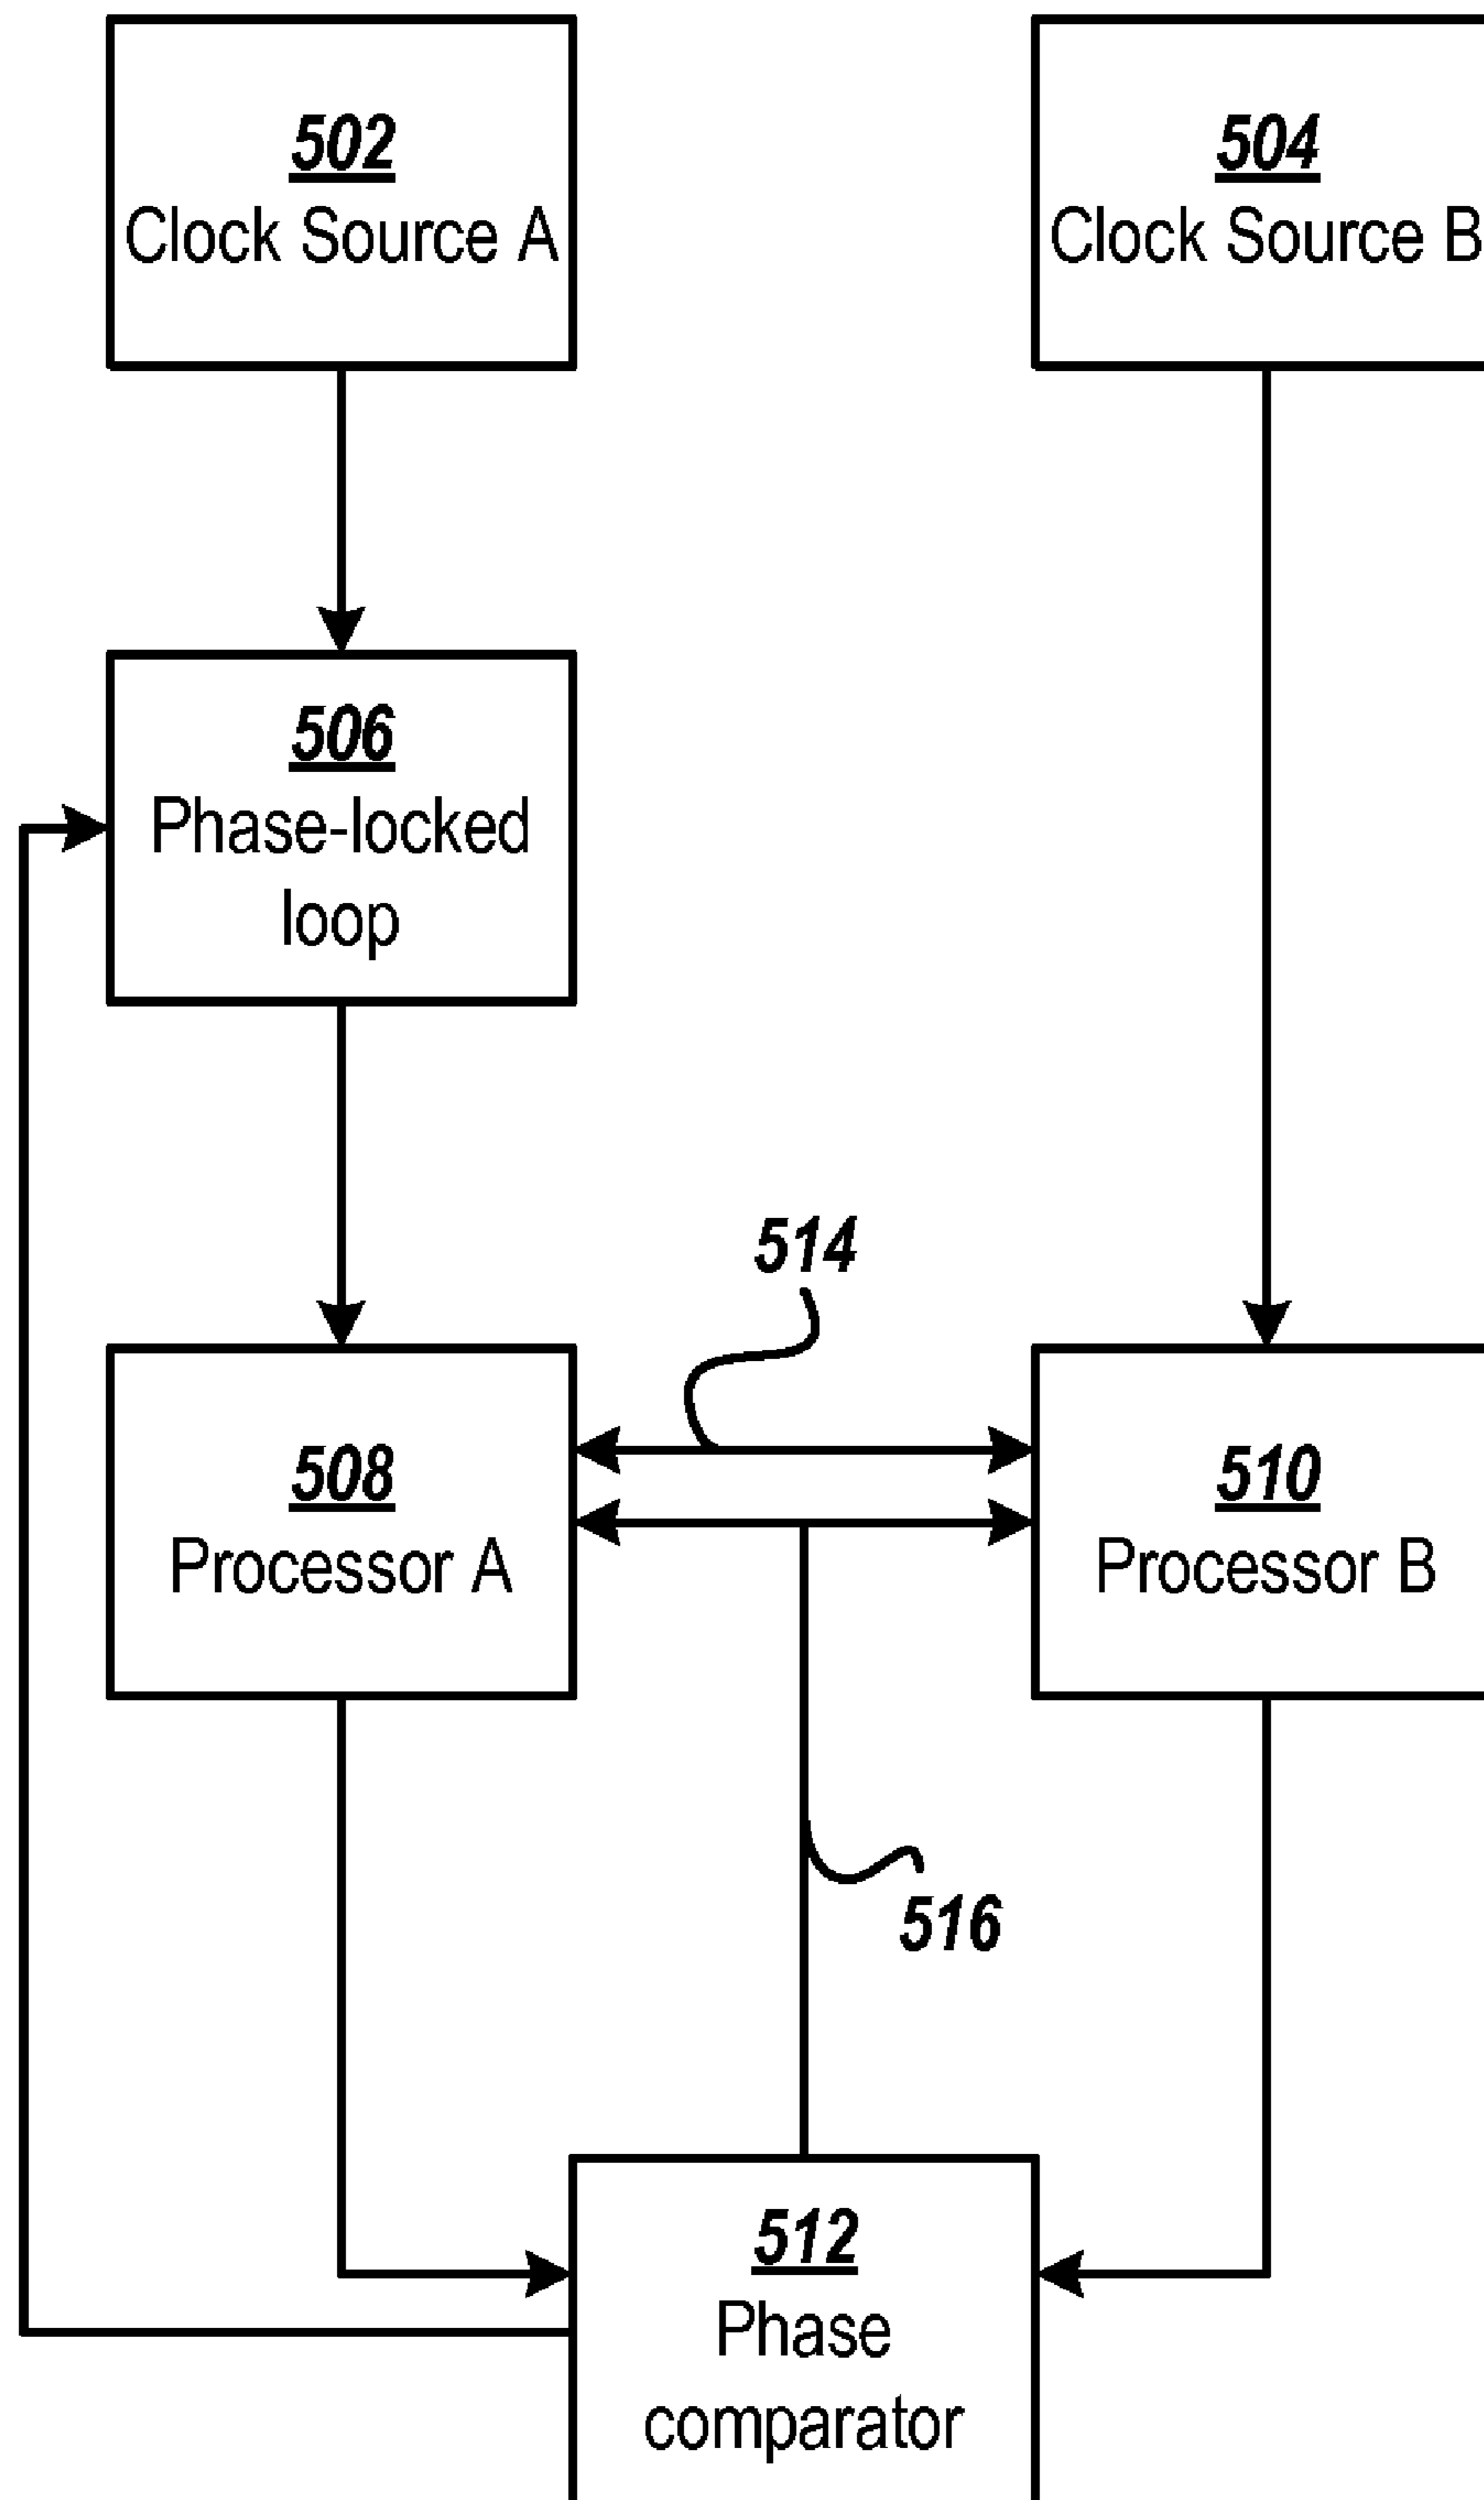 502
Clock Source A
504
Clock Source B
506
Phase-locked
loop
514
508
Processor A
510
Processor B
516
512
Phase
comparator